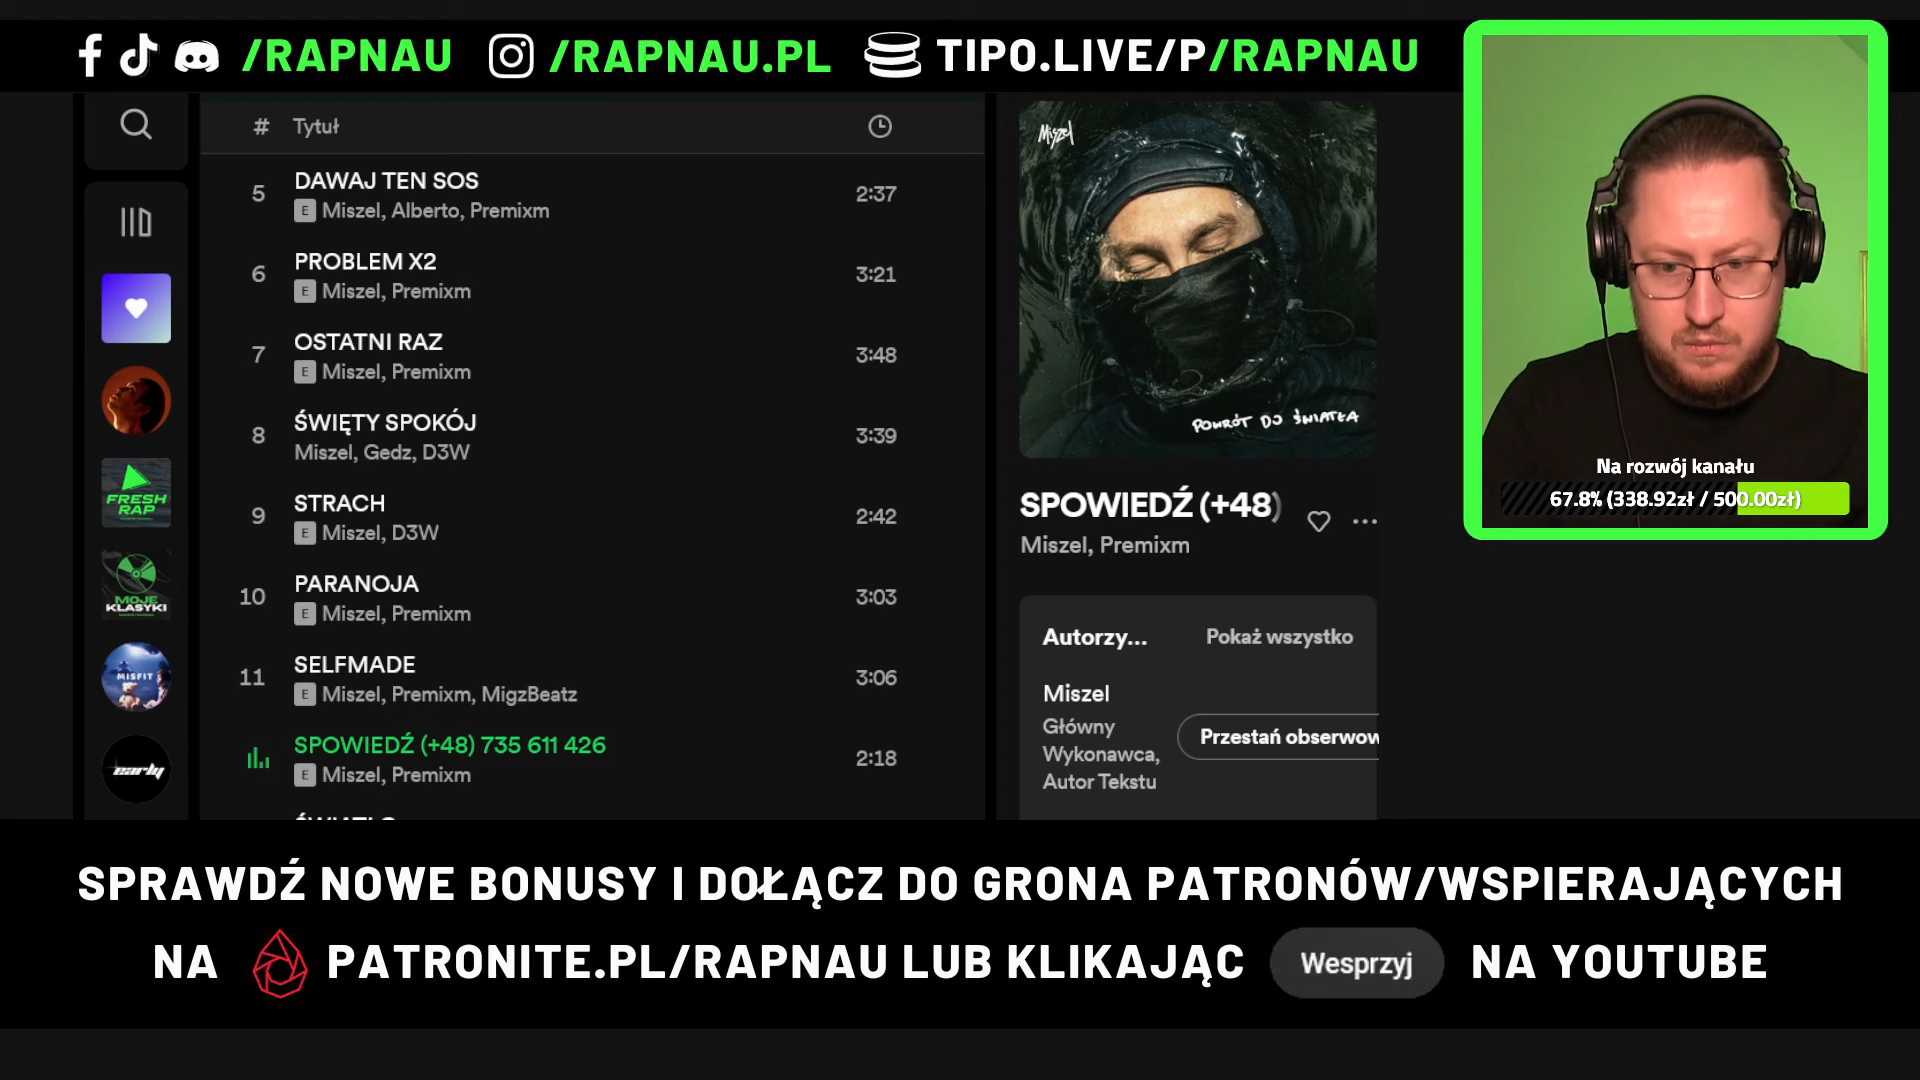 /RAPNAU
/RAPNAU.PL
TIPO.LIVE/P/RAPNAU
# Tytuł
5 DAWAJ TEN SOS 2:37
E Miszel, Alberto, Premixm
6 PROBLEM X2 3:21
E Miszel, Premixm
7 OSTATNI RAZ 3:48
E Miszel, Premixm
8 ŚWIĘTY SPOKÓJ 3:39
Miszel, Gedz, D3W
9 STRACH 2:42
E Miszel, D3W
10 PARANOJA 3:03
E Miszel, Premixm
11 SELFMADE 3:06
E Miszel, Premixm, MigzBeatz
SPOWIEDŹ (+48) 735 611 426 2:18
E Miszel, Premixm
FRESH
RAP
MOJE
KLASYKI
MISFIT
early
Miszel
POWRÓT DO ŚWIATŁA
SPOWIEDŹ (+48)
Miszel, Premixm
Autorzy... Pokaż wszystko
Miszel
Główny
Wykonawca,
Autor Tekstu
Przestań obserwow
Na rozwój kanału
67.8% (338.92zł / 500.00zł)
SPRAWDŹ NOWE BONUSY I DOŁĄCZ DO GRONA PATRONÓW/WSPIERAJĄCYCH
NA PATRONITE.PL/RAPNAU LUB KLIKAJĄC Wesprzyj NA YOUTUBE